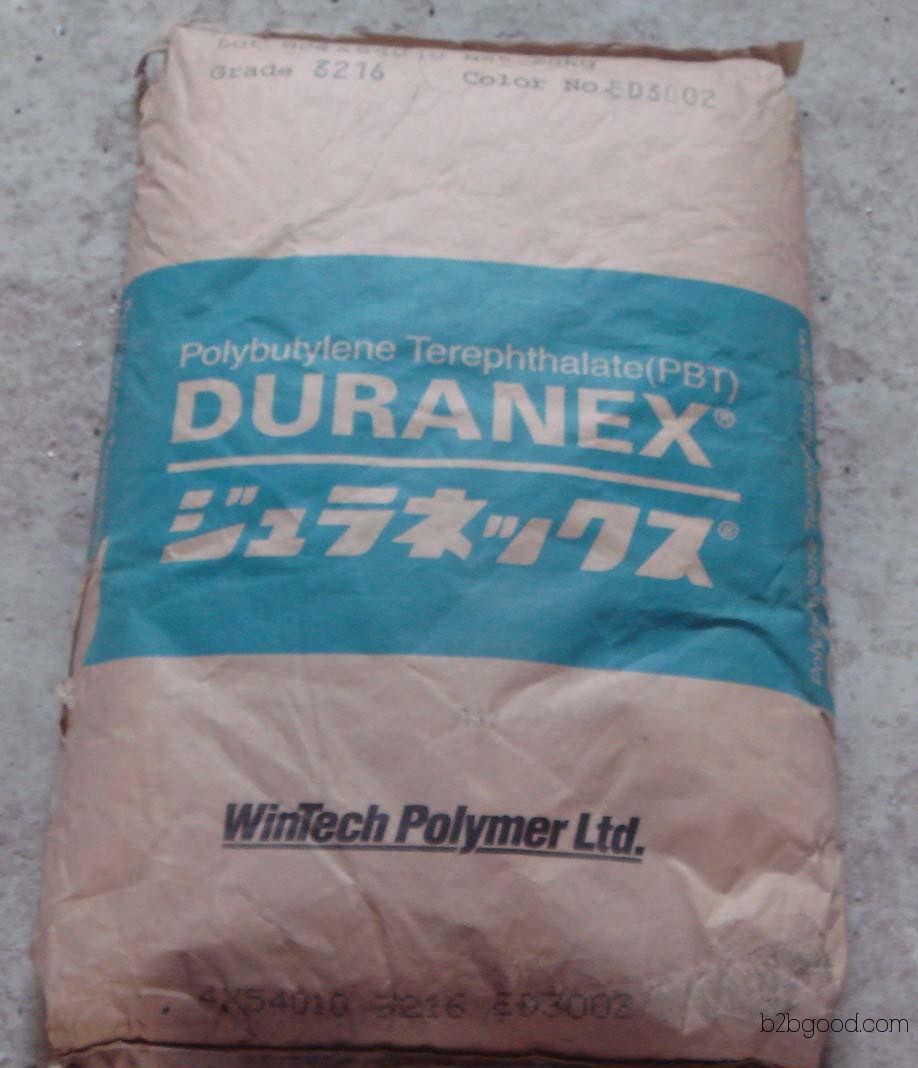 Grade 3216 Color No. ED3002
Polybutylene Terephthalate(PBT)
DURANEX®
ジュラネックス®
WinTech Polymer Ltd.
4X54010 3216 ED3002
b2bgood.com